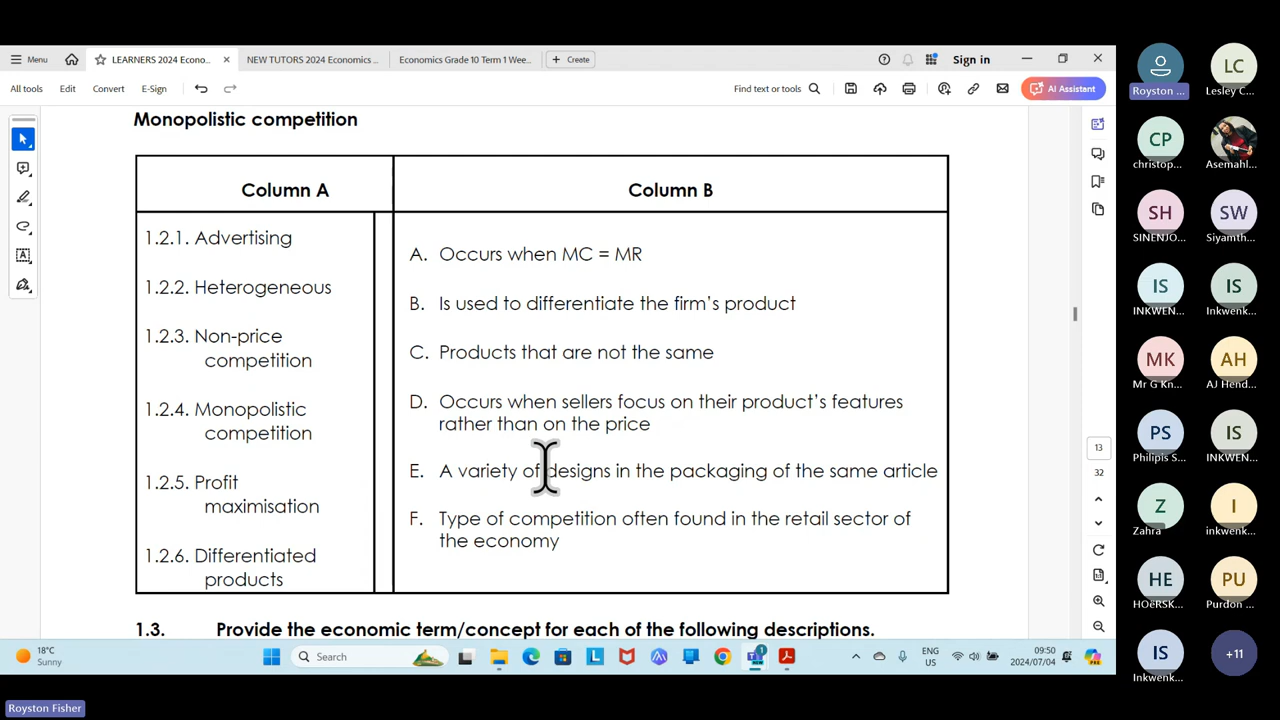 Menu
LEARNERS 2024 Econo...
NEW TUTORS 2024 Economics ...
Economics Grade 10 Term 1 Wee...
Create
Sign in
All tools
Edit
Convert
E-Sign
Find text or tools
AI Assistant
Monopolistic competition
Column A
Column B
1.2.1. Advertising
1.2.2. Heterogeneous
1.2.3. Non-price
competition
1.2.4. Monopolistic
competition
1.2.5. Profit
maximisation
1.2.6. Differentiated
products
A. Occurs when MC = MR
B. Is used to differentiate the firm's product
C. Products that are not the same
D. Occurs when sellers focus on their product's features
rather than on the price
E. A variety of designs in the packaging of the same article
F. Type of competition often found in the retail sector of
the economy
1.3. Provide the economic term/concept for each of the following descriptions.
13
32
18°C
Sunny
Search
ENG
US
09:50
2024/07/04
Royston ...
LC
Lesley C...
CP
christop...
Asemahl...
SH
SINENJO...
SW
Siyamth...
IS
INKWEN...
IS
Inkwenk...
MK
Mr G Kn...
AH
AJ Hend...
PS
Philipis S...
IS
INKWEN...
Z
Zahra
I
inkwenk...
HE
HOëRSK...
PU
Purdon ...
IS
Inkwenk...
+11
Royston Fisher